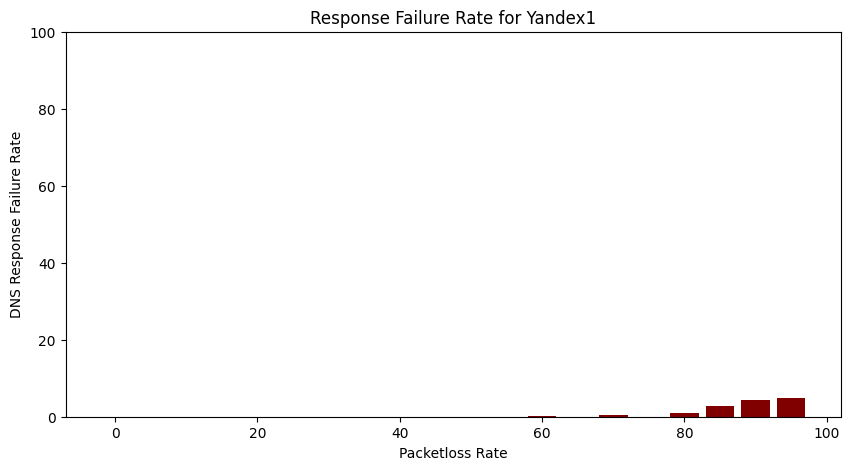 Response Failure Rate for Yandex1
100
80
60
40
20
0
DNS Response Failure Rate
0 20 40 60 80 100
Packetloss Rate